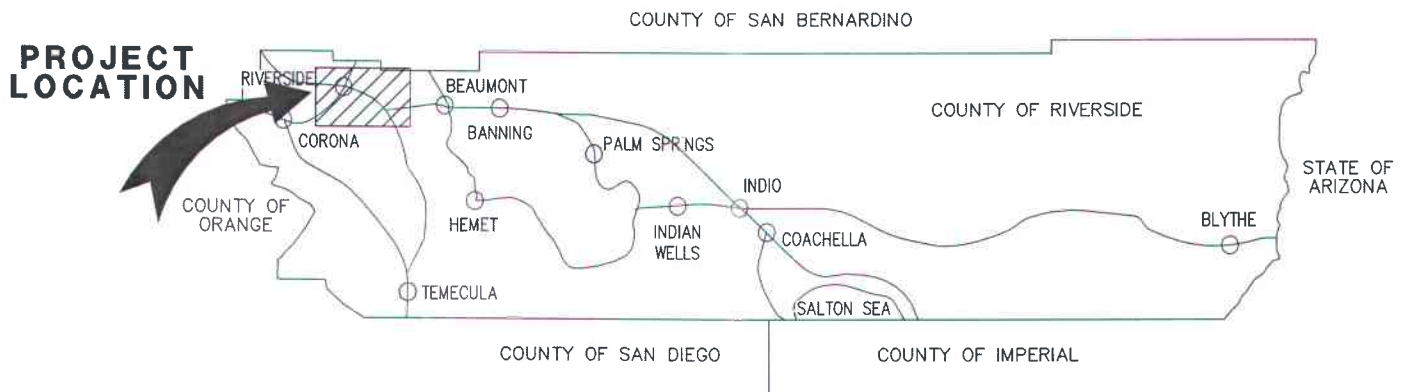 COUNTY OF SAN BERNARDINO
PROJECT
LOCATION
RIVERSIDE
BEAUMONT
COUNTY OF RIVERSIDE
CORONA
BANNING
PALM SPRINGS
STATE OF
ARIZONA
INDIO
COUNTY OF
ORANGE
HEMET
INDIAN
WELLS
COACHELLA
BLYTHE
TEMECULA
SALTON SEA
COUNTY OF SAN DIEGO
COUNTY OF IMPERIAL